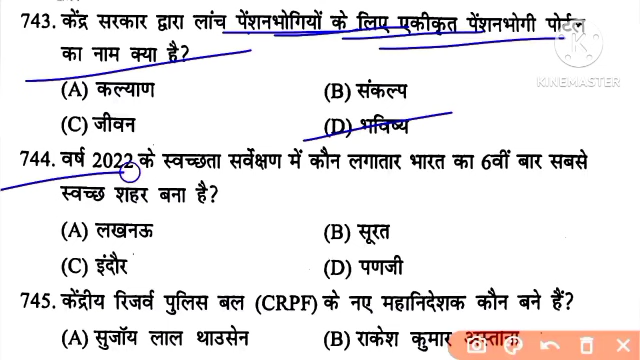 743. केंद्र सरकार द्वारा लांच पेंशनभोगियों के लिए एकीकृत पेंशनभोगी पोर्टल
का नाम क्या है?
(A) कल्याण (B) संकल्प
(C) जीवन (D) भविष्य
744. वर्ष 2022 के स्वच्छता सर्वेक्षण में कौन लगातार भारत का 6वीं बार सबसे
स्वच्छ शहर बना है?
(A) लखनऊ (B) सूरत
(C) इंदौर (D) पणजी
745. केंद्रीय रिजर्व पुलिस बल (CRPF) के नए महानिदेशक कौन बने हैं?
(A) सुजॉय लाल थाउसेन (B) राकेश कुमार अस्ताना
KINEMASTER